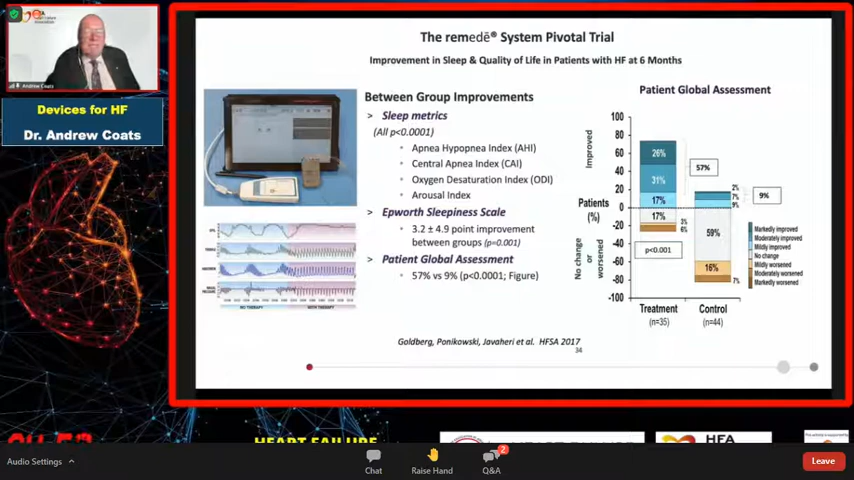 Andrew Coats
Devices for HF
Dr. Andrew Coats
The remedē® System Pivotal Trial
Improvement in Sleep & Quality of Life in Patients with HF at 6 Months
Between Group Improvements
> Sleep metrics
(All p<0.0001)
• Apnea Hypopnea Index (AHI)
• Central Apnea Index (CAI)
• Oxygen Desaturation Index (ODI)
• Arousal Index
> Epworth Sleepiness Scale
• 3.2 ± 4.9 point improvement
between groups (p=0.001)
> Patient Global Assessment
• 57% vs 9% (p<0.0001; Figure)
Patient Global Assessment
100
80
60
40
20
0
-20
-40
-60
-80
-100
Improved
Patients
(%)
No change
or
worsened
26%
31%
17%
17%
3%
6%
57%
p<0.001
2%
7%
9%
59%
16%
7%
9%
Markedly improved
Moderately improved
Mildly improved
No change
Mildly worsened
Moderately worsened
Markedly worsened
Treatment
(n=35)
Control
(n=44)
Goldberg, Ponikowski, Javaheri et al. HFSA 2017
34
HEART FAILURE
HFA
Audio Settings
Chat
Raise Hand
2
Q&A
Leave